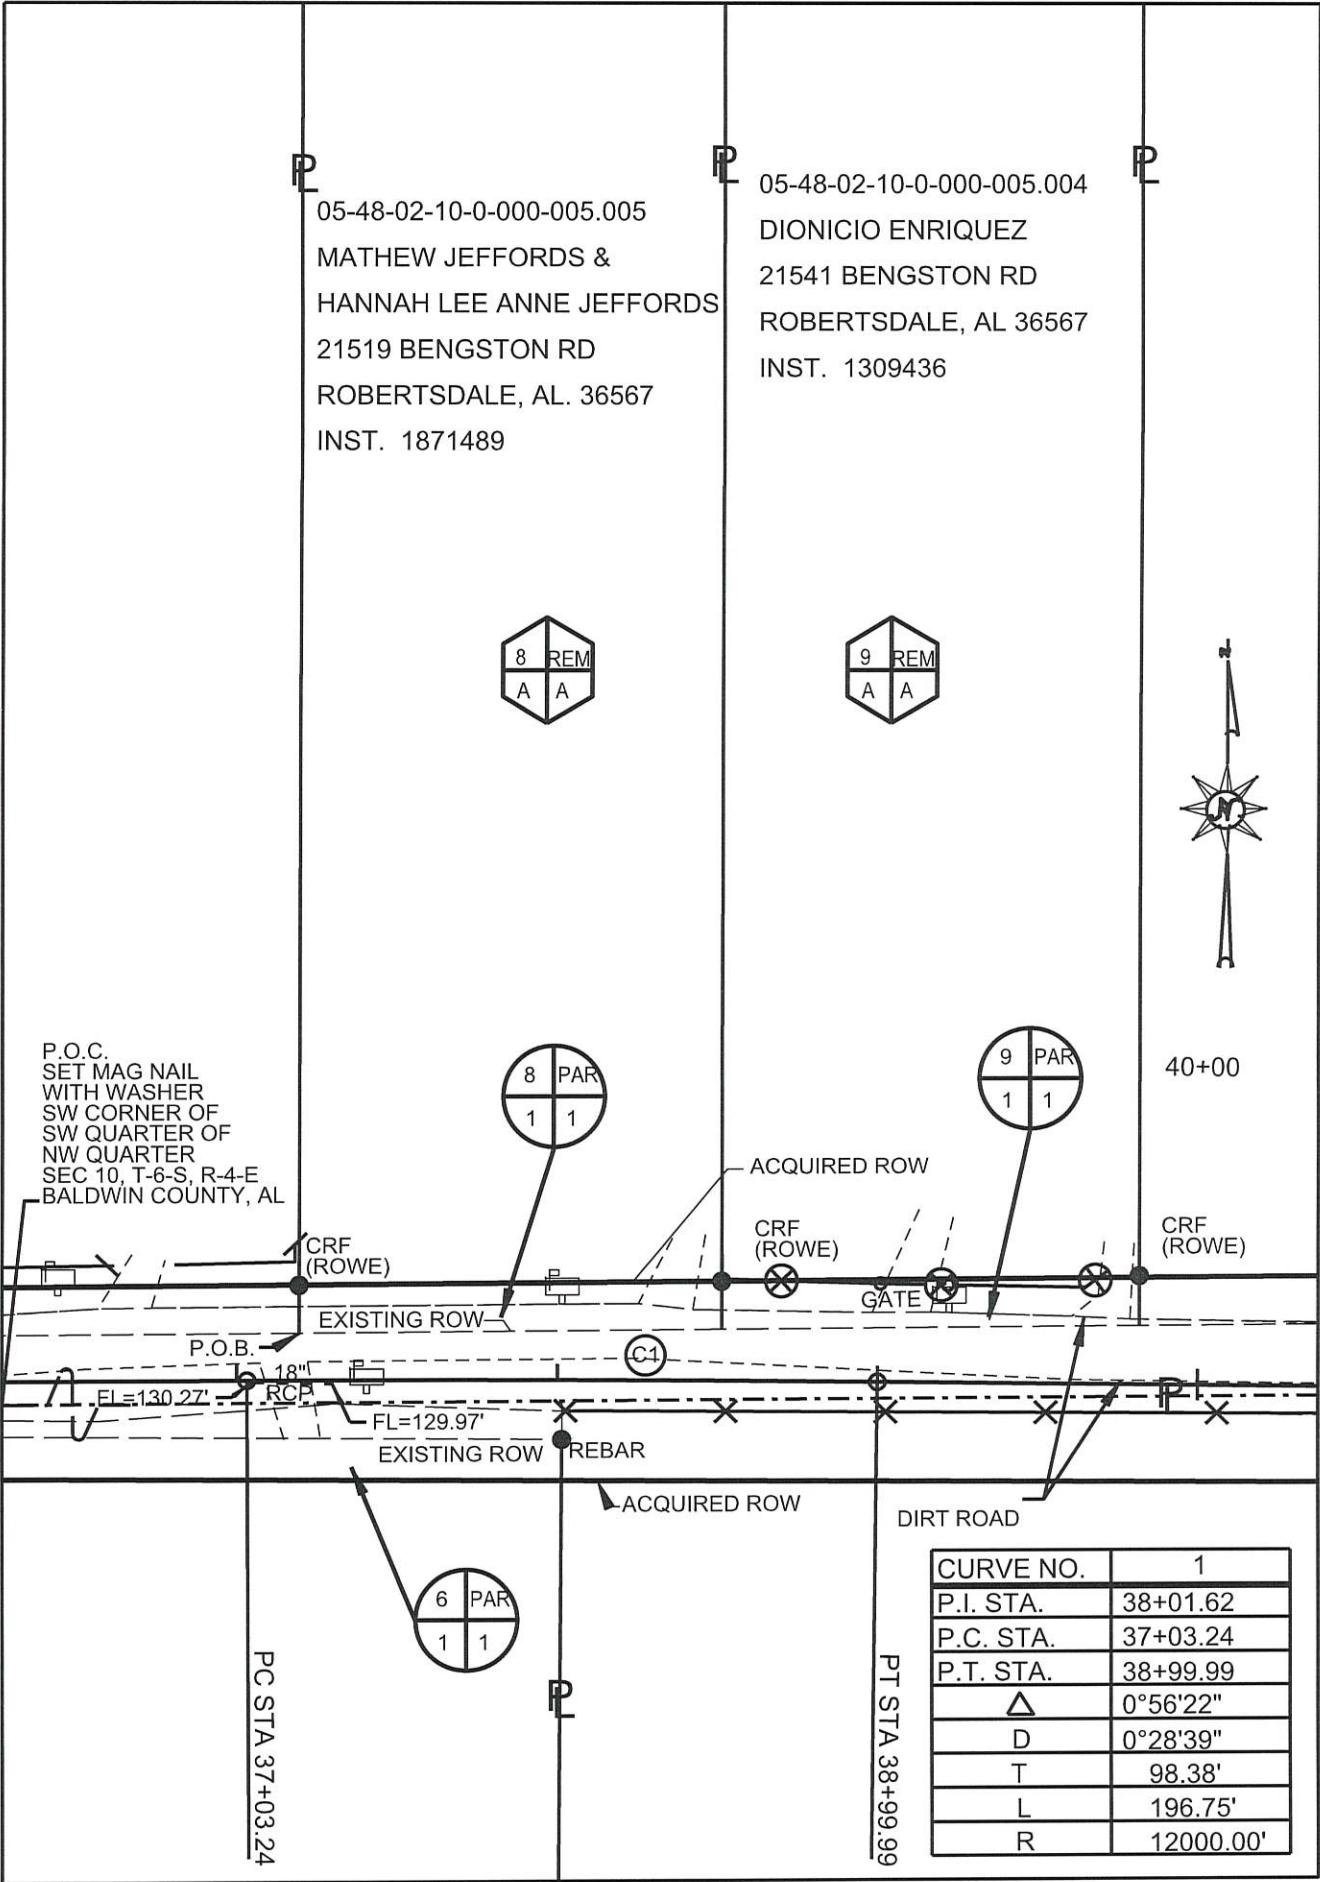 PL
PL
PL
05-48-02-10-0-000-005.005
MATHEW JEFFORDS &
HANNAH LEE ANNE JEFFORDS
21519 BENGSTON RD
ROBERTSDALE, AL. 36567
INST. 1871489
05-48-02-10-0-000-005.004
DIONICIO ENRIQUEZ
21541 BENGSTON RD
ROBERTSDALE, AL 36567
INST. 1309436
8 REM
A A
9 REM
A A
N
P.O.C.
SET MAG NAIL
WITH WASHER
SW CORNER OF
SW QUARTER OF
NW QUARTER
SEC 10, T-6-S, R-4-E
BALDWIN COUNTY, AL
8 PAR
1 1
9 PAR
1 1
40+00
ACQUIRED ROW
CRF
(ROWE)
CRF
(ROWE)
CRF
(ROWE)
GATE
EXISTING ROW
P.O.B.
C1
18"
RCP
FL=130.27'
FL=129.97'
PL
EXISTING ROW
REBAR
ACQUIRED ROW
DIRT ROAD
6 PAR
1 1
PL
PC STA 37+03.24
PT STA 38+99.99
CURVE NO. 1
P.I. STA. 38+01.62
P.C. STA. 37+03.24
P.T. STA. 38+99.99
△ 0°56'22"
D 0°28'39"
T 98.38'
L 196.75'
R 12000.00'